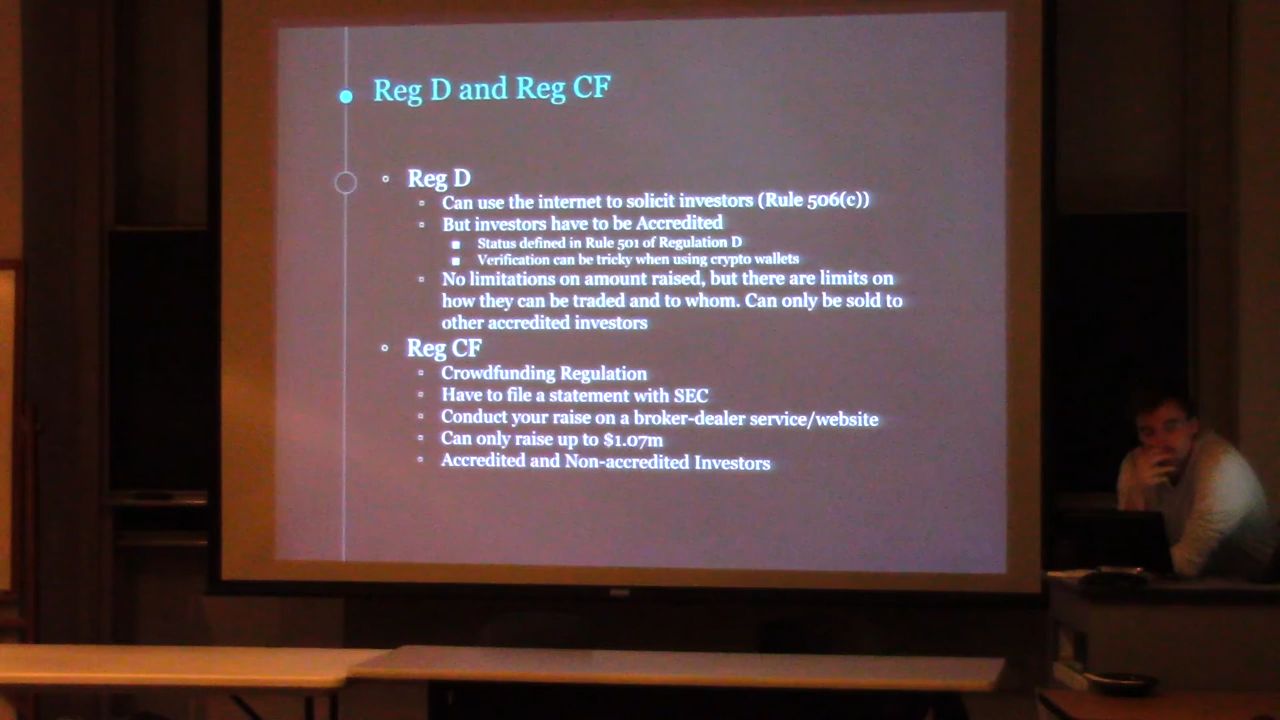 Reg D and Reg CF
Reg D
Can use the internet to solicit investors (Rule 506(c))
But investors have to be Accredited
Status defined in Rule 501 of Regulation D
Verification can be tricky when using crypto wallets
No limitations on amount raised, but there are limits on
how they can be traded and to whom. Can only be sold to
other accredited investors
Reg CF
Crowdfunding Regulation
Have to file a statement with SEC
Conduct your raise on a broker-dealer service/website
Can only raise up to $1.07m
Accredited and Non-accredited Investors